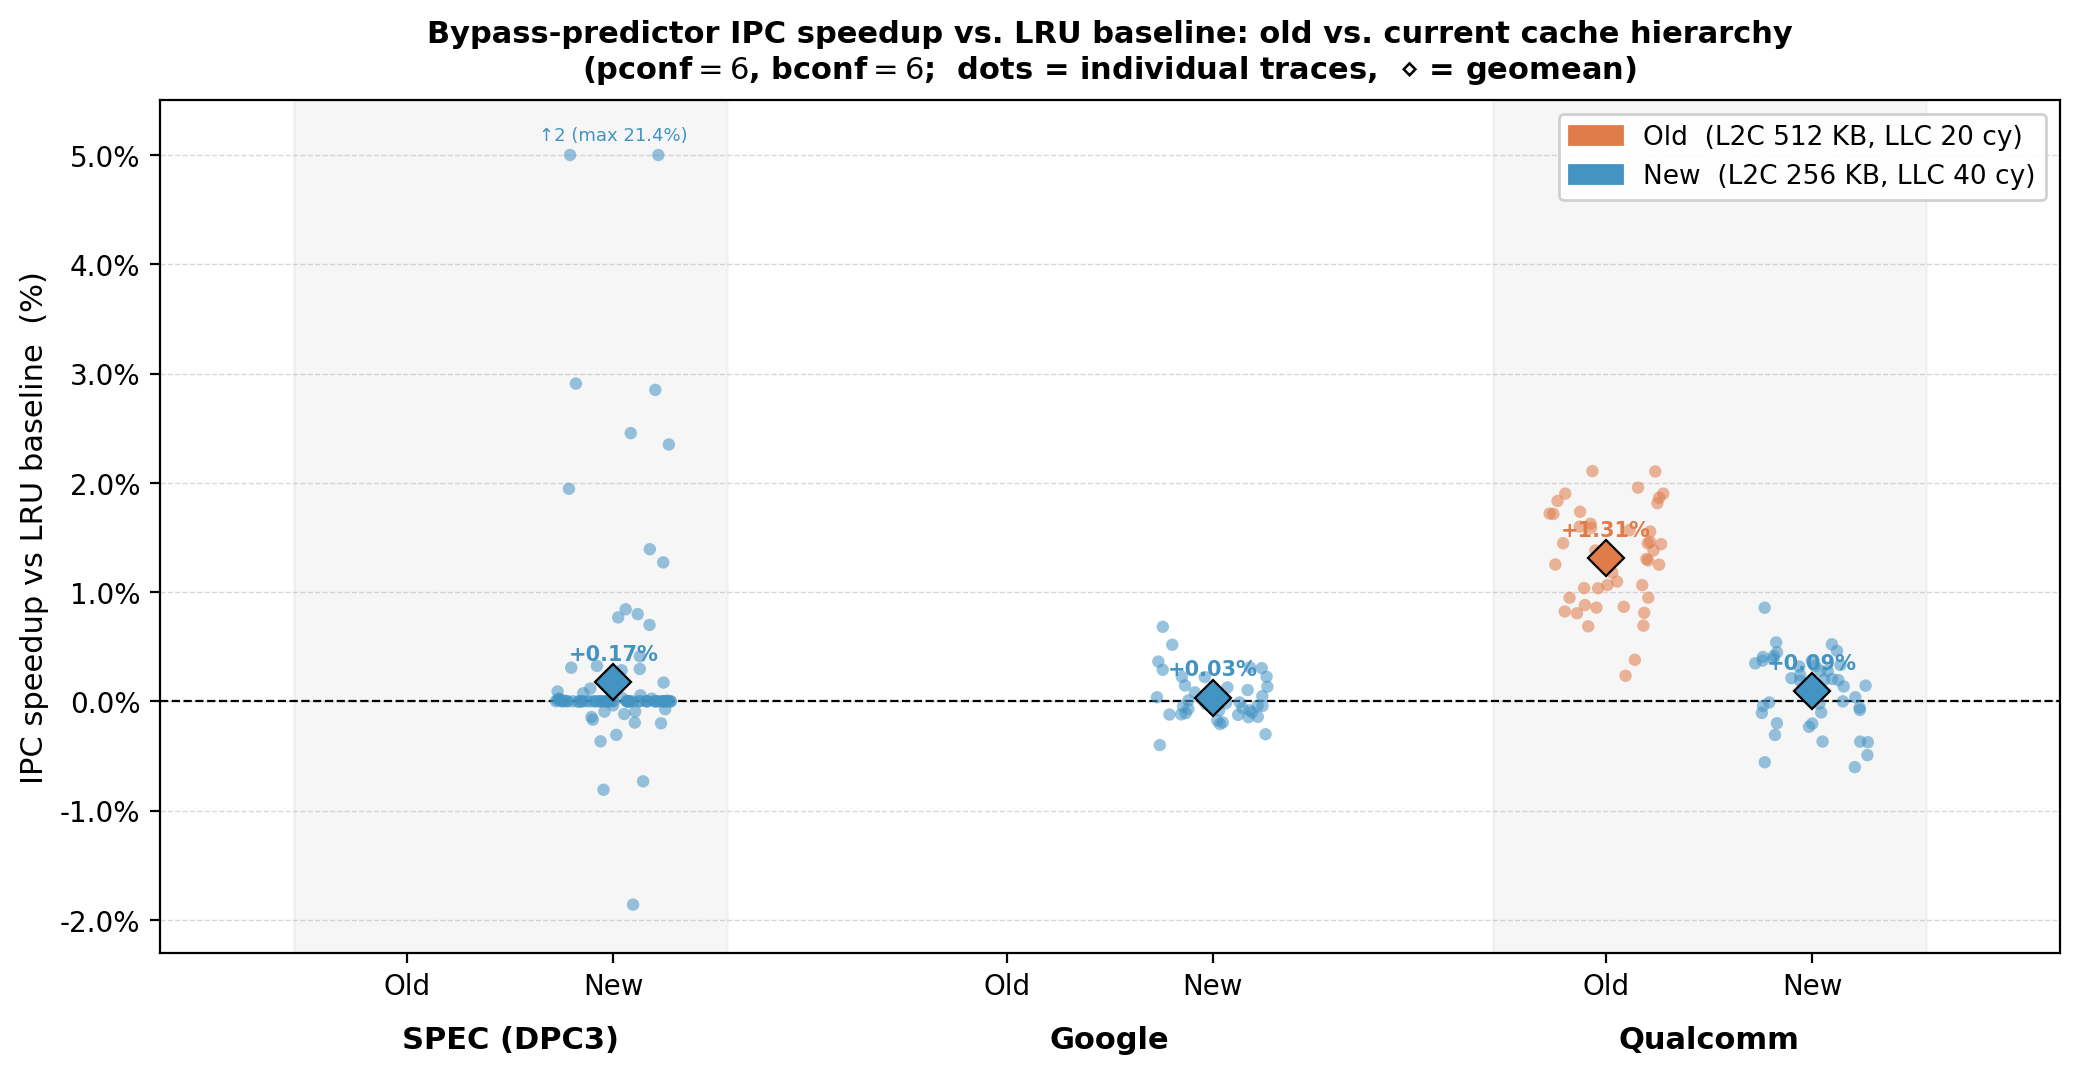 Bypass-predictor IPC speedup vs. LRU baseline: old vs. current cache hierarchy
(pconf = 6, bconf = 6;  dots = individual traces,  ⋄ = geomean)
IPC speedup vs LRU baseline  (%)
5.0%
4.0%
3.0%
2.0%
1.0%
0.0%
-1.0%
-2.0%
↑2 (max 21.4%)
+0.17%
+0.03%
+1.31%
+0.09%
Old  (L2C 512 KB, LLC 20 cy)
New  (L2C 256 KB, LLC 40 cy)
Old New Old New Old New
SPEC (DPC3) Google Qualcomm